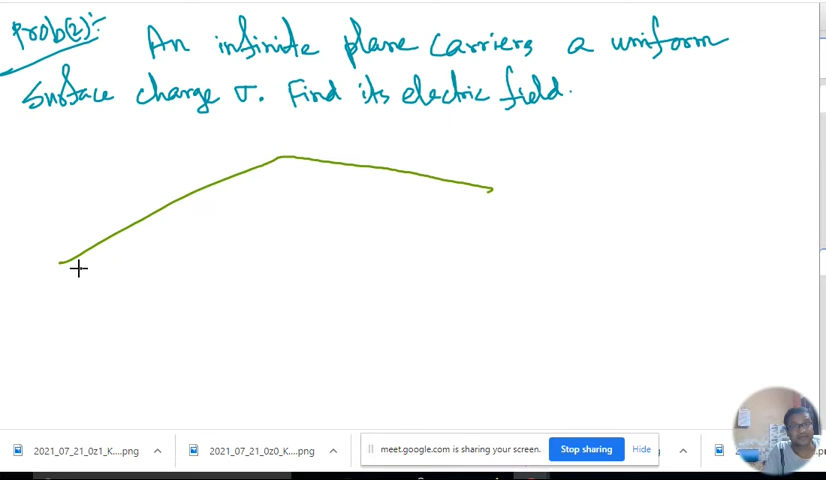 Prob(2):- An infinite plane carriers a uniform
surface charge σ. Find its electric field.
2021_07_21_0z1_K....png
2021_07_21_0z0_K....png
meet.google.com is sharing your screen.
Stop sharing
Hide